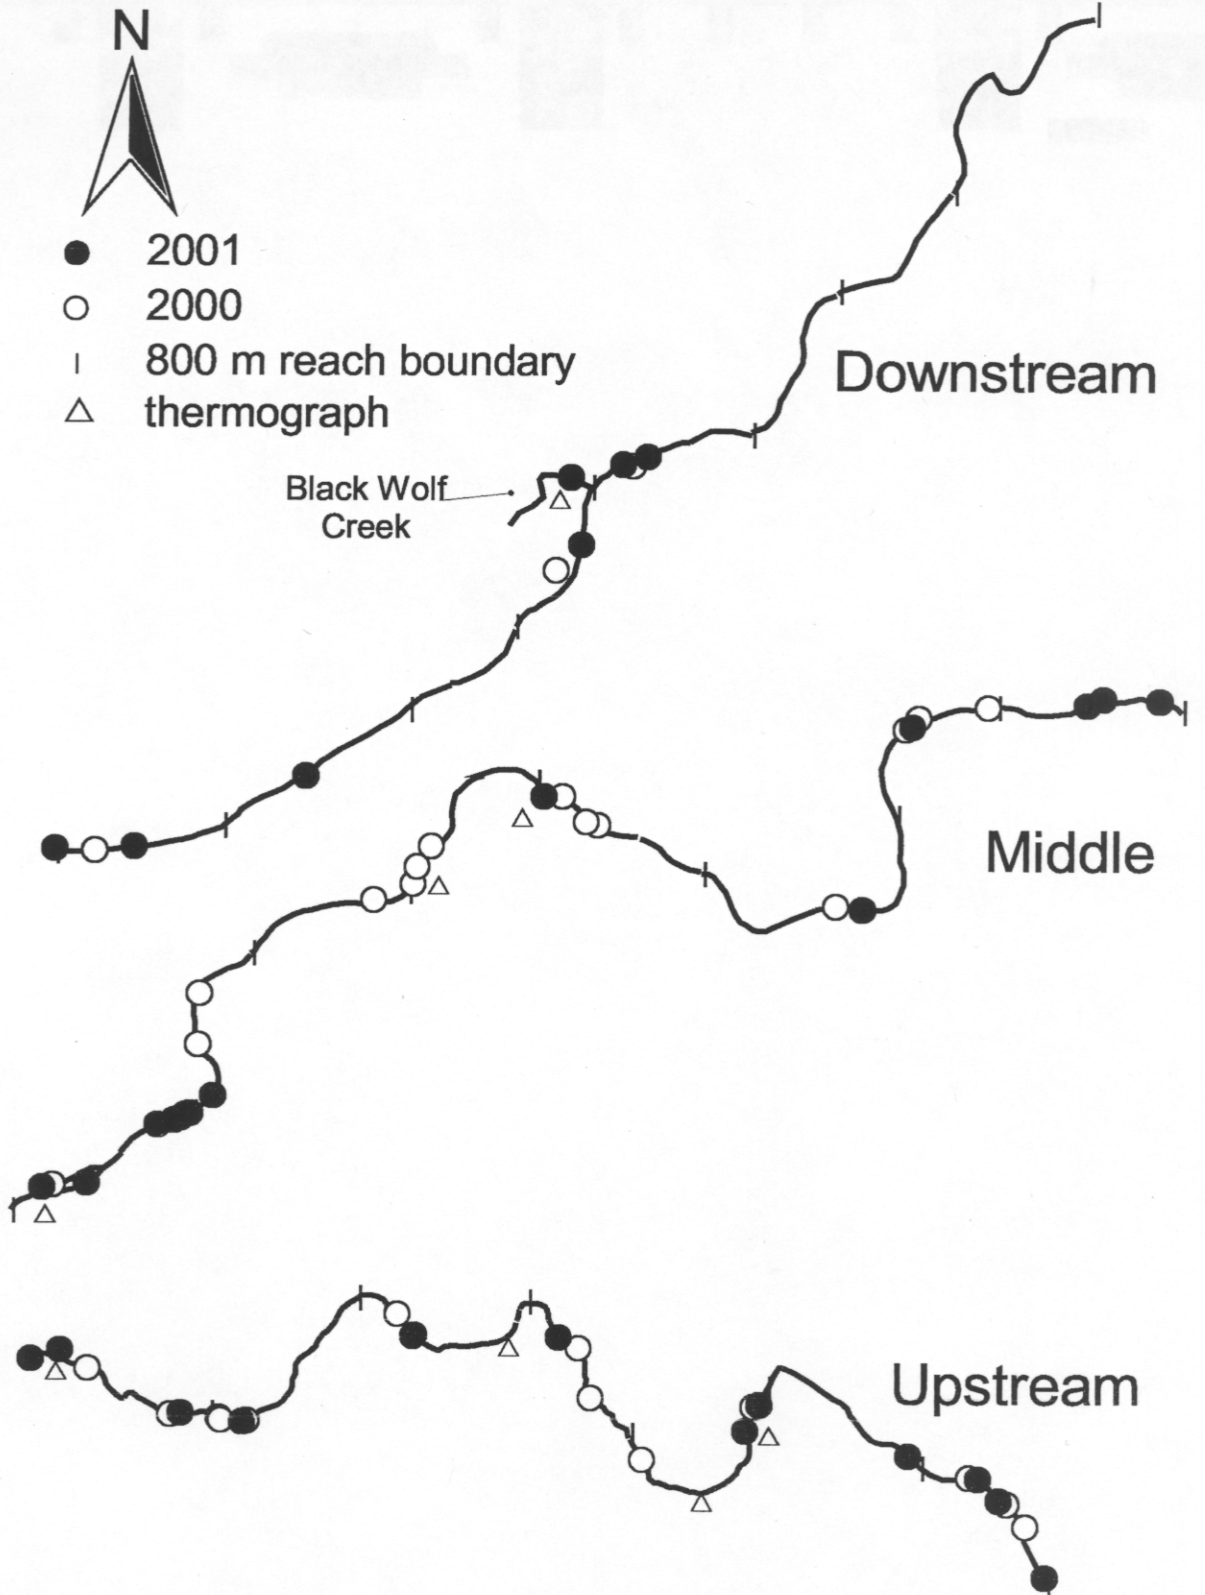 N
2001
2000
800 m reach boundary
thermograph
Downstream
Black Wolf
Creek
Middle
Upstream